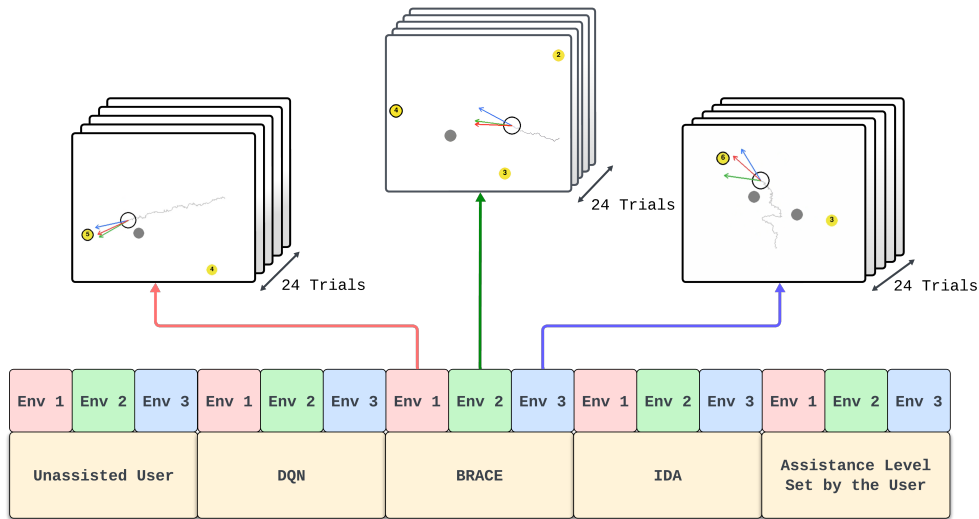 2
4
3
24 Trials
5
4
24 Trials
6
3
24 Trials
Env 1 Env 2 Env 3 Env 1 Env 2 Env 3 Env 1 Env 2 Env 3 Env 1 Env 2 Env 3 Env 1 Env 2 Env 3
Unassisted User DQN BRACE IDA Assistance Level
Set by the User